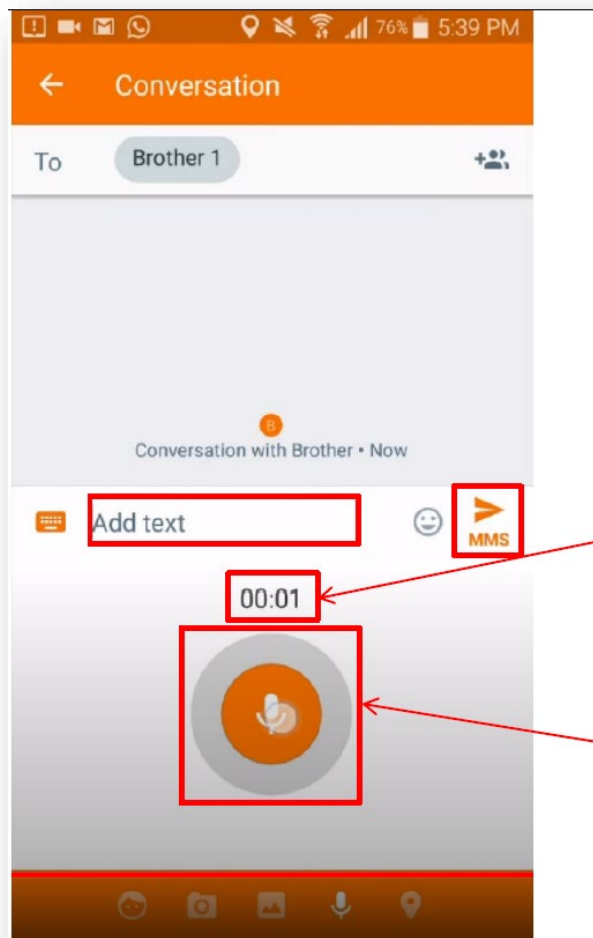 76% 5:39 PM
Conversation
To Brother 1
B
Conversation with Brother • Now
Add text
MMS
00:01